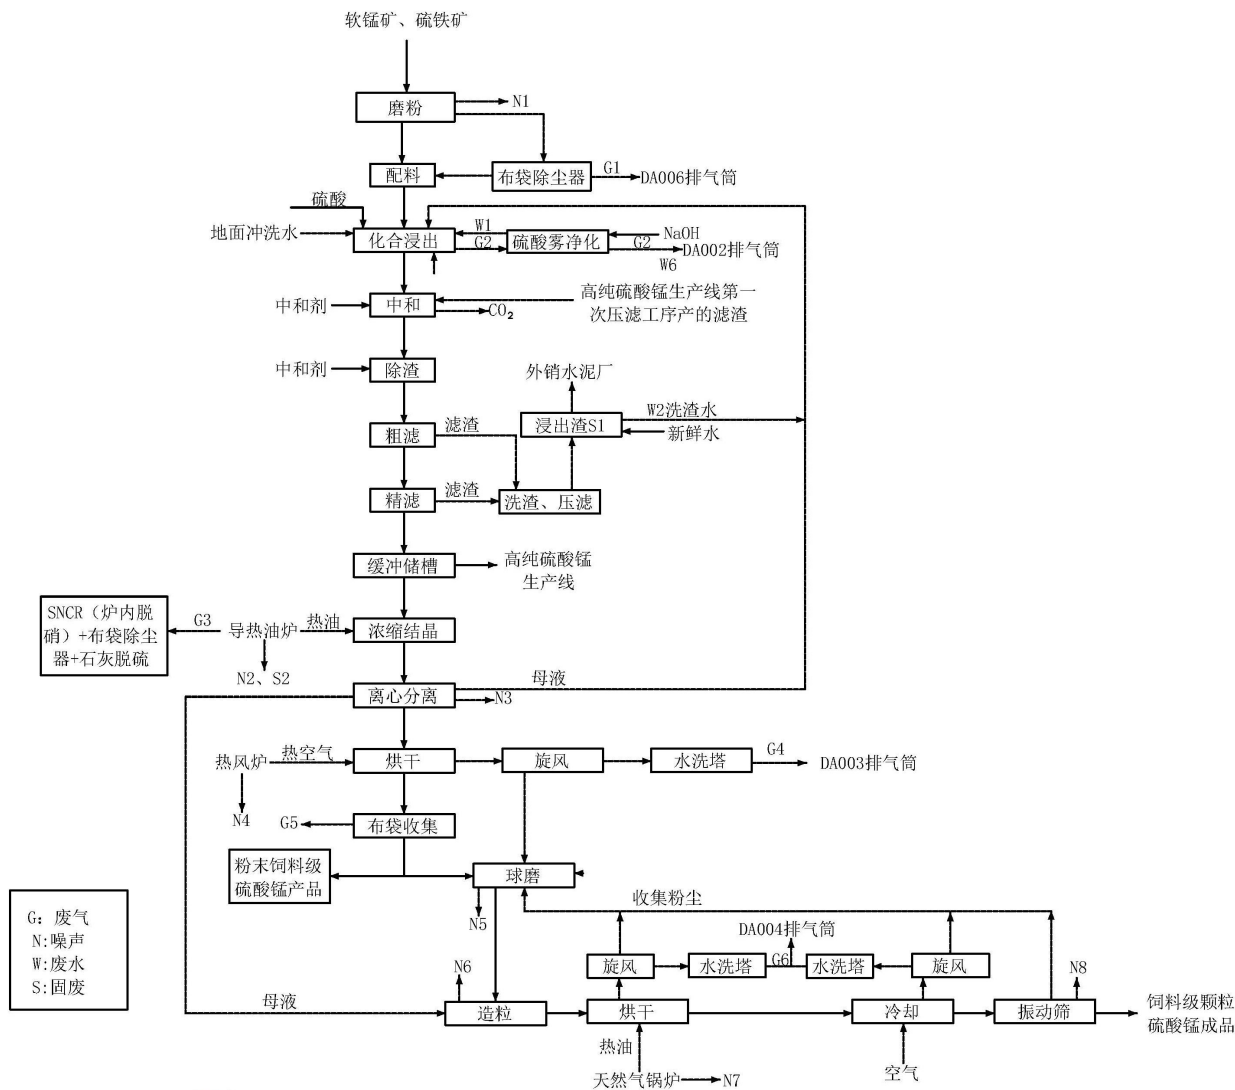 软锰矿、硫铁矿
磨粉
N1
配料
布袋除尘器
G1
DA006排气筒
硫酸
地面冲洗水
化合浸出
W1
G2
硫酸雾净化
NaOH
G2
DA002排气筒
W6
中和剂
中和
CO₂
高纯硫酸锰生产线第一
次压滤工序产的滤渣
中和剂
除渣
外销水泥厂
粗滤
滤渣
浸出渣S1
W2洗渣水
新鲜水
精滤
滤渣
洗渣、压滤
缓冲储槽
高纯硫酸锰
生产线
SNCR（炉内脱
硝）+布袋除尘
器+石灰脱硫
G3
导热油炉
热油
浓缩结晶
N2、S2
离心分离
母液
N3
热风炉
热空气
烘干
旋风
水洗塔
G4
DA003排气筒
N4
G5
布袋收集
粉末饲料级
硫酸锰产品
球磨
N5
收集粉尘
DA004排气筒
G: 废气
N:噪声
W:废水
S:固废
N6
旋风
水洗塔
G6
水洗塔
旋风
N8
母液
造粒
烘干
冷却
振动筛
饲料级颗粒
硫酸锰成品
热油
天然气锅炉
N7
空气